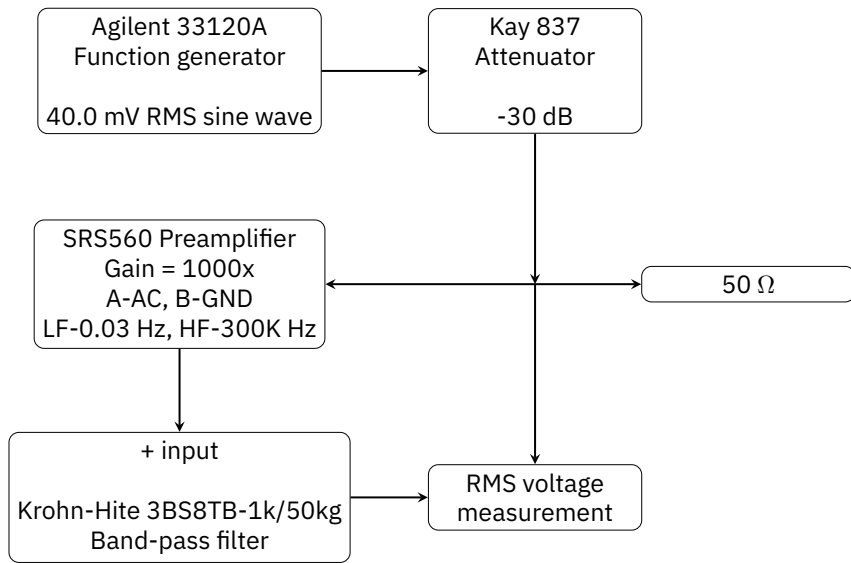 Agilent 33120A
Function generator
40.0 mV RMS sine wave
Kay 837
Attenuator
-30 dB
SRS560 Preamplifier
Gain = 1000x
A-AC, B-GND
LF-0.03 Hz, HF-300K Hz
50 Ω
+ input
Krohn-Hite 3BS8TB-1k/50kg
Band-pass filter
RMS voltage
measurement